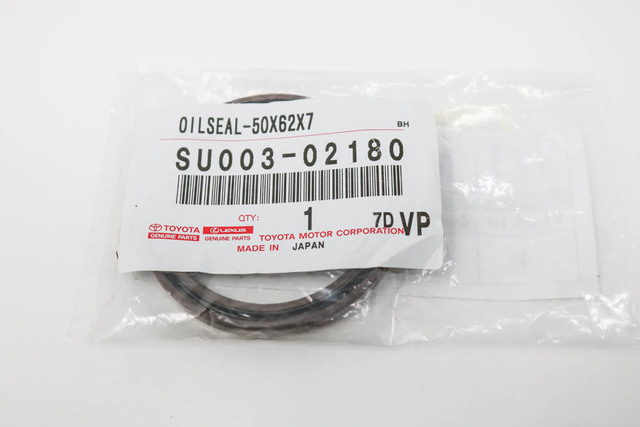 OILSEAL-50X62X7
BH
SU003-02180
QTY: 1 7D VP
TOYOTA LEXUS
GENUINE PARTS GENUINE PARTS TOYOTA MOTOR CORPORATION
MADE IN JAPAN